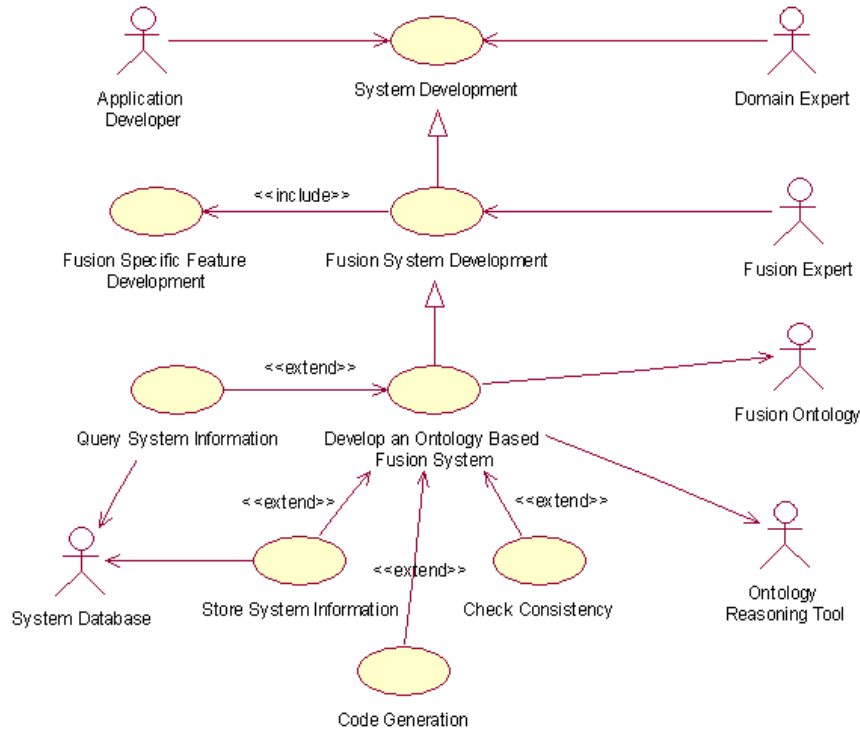 System Development
Application
Developer
Domain Expert
<<include>>
Fusion Specific Feature
Development
Fusion System Development
Fusion Expert
<<extend>>
Query System Information
Develop an Ontology Based
Fusion System
Fusion Ontology
<<extend>>
<<extend>>
<<extend>>
System Database
Store System Information
Check Consistency
Ontology
Reasoning Tool
Code Generation